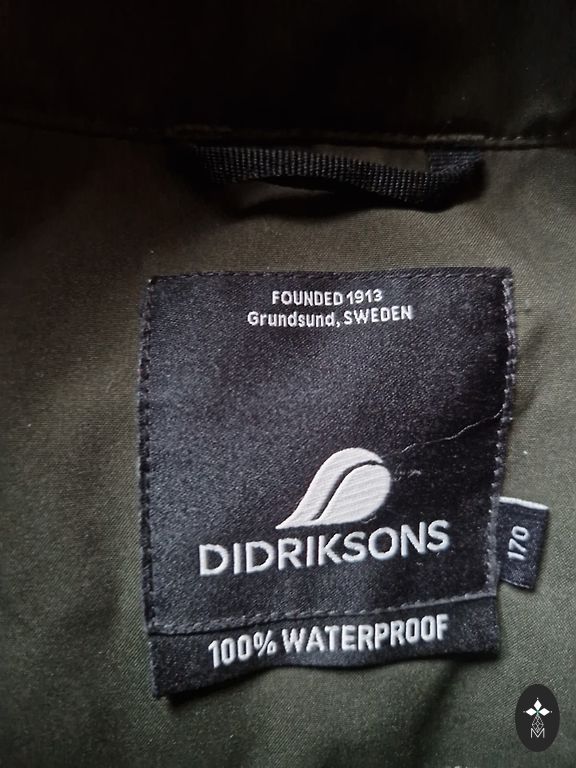 FOUNDED 1913
Grundsund, SWEDEN
DIDRIKSONS
170
100% WATERPROOF
M